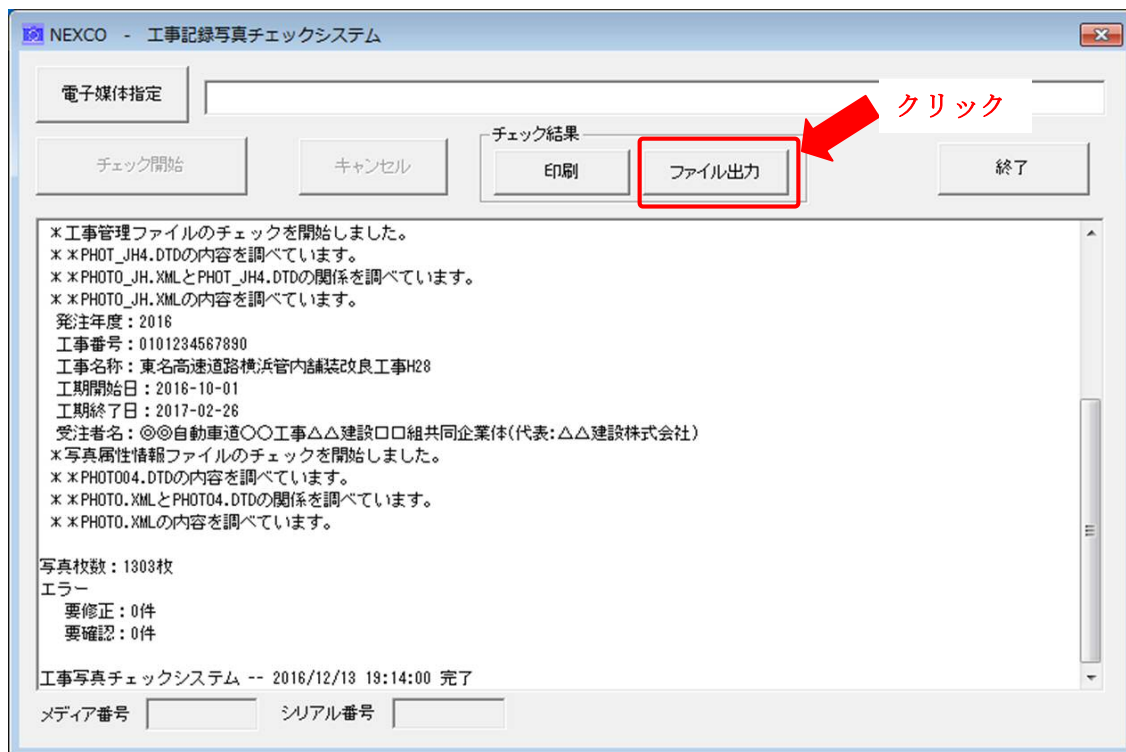 NEXCO - 工事記録写真チェックシステム
電子媒体指定
クリック
チェック開始
キャンセル
チェック結果
印刷
ファイル出力
終了
*工事管理ファイルのチェックを開始しました。
**PHOT_JH4.DTDの内容を調べています。
**PHOTO_JH.XMLとPHOT_JH4.DTDの関係を調べています。
**PHOTO_JH.XMLの内容を調べています。
発注年度:2016
工事番号:0101234567890
工事名称:東名高速道路横浜管内舗装改良工事H28
工期開始日:2016-10-01
工期終了日:2017-02-26
受注者名:◎◎自動車道○○工事△△建設□□組共同企業体(代表:△△建設株式会社)
*写真属性情報ファイルのチェックを開始しました。
**PHOTO04.DTDの内容を調べています。
**PHOTO.XMLとPHOTO4.DTDの関係を調べています。
**PHOTO.XMLの内容を調べています。
写真枚数:1303枚
エラー
要修正:0件
要確認:0件
工事写真チェックシステム -- 2016/12/13 19:14:00 完了
メディア番号
シリアル番号